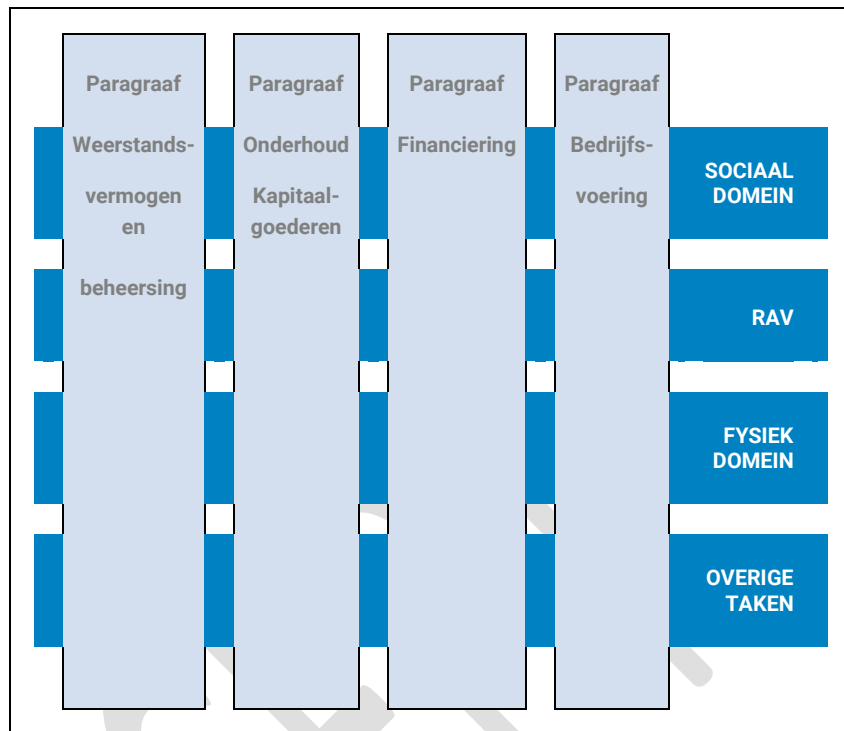 Paragraaf
Weerstands-
vermogen
en
beheersing
Paragraaf
Onderhoud
Kapitaal-
goederen
Paragraaf
Financiering
Paragraaf
Bedrijfs-
voering
SOCIAAL
DOMEIN
RAV
FYSIEK
DOMEIN
OVERIGE
TAKEN